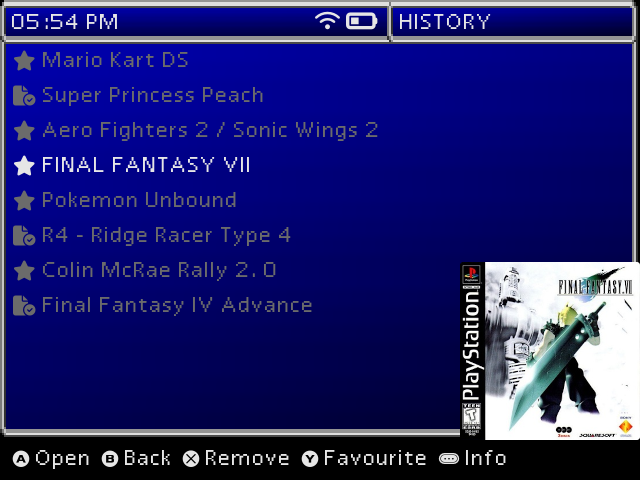 05:54 PM
HISTORY
Mario Kart DS
Super Princess Peach
Aero Fighters 2 / Sonic Wings 2
FINAL FANTASY VII
Pokemon Unbound
R4 - Ridge Racer Type 4
Colin McRae Rally 2.0
Final Fantasy IV Advance
PlayStation
FINAL FANTASY VII
TEEN
T
SQUARESOFT
A Open B Back X Remove Y Favourite Info